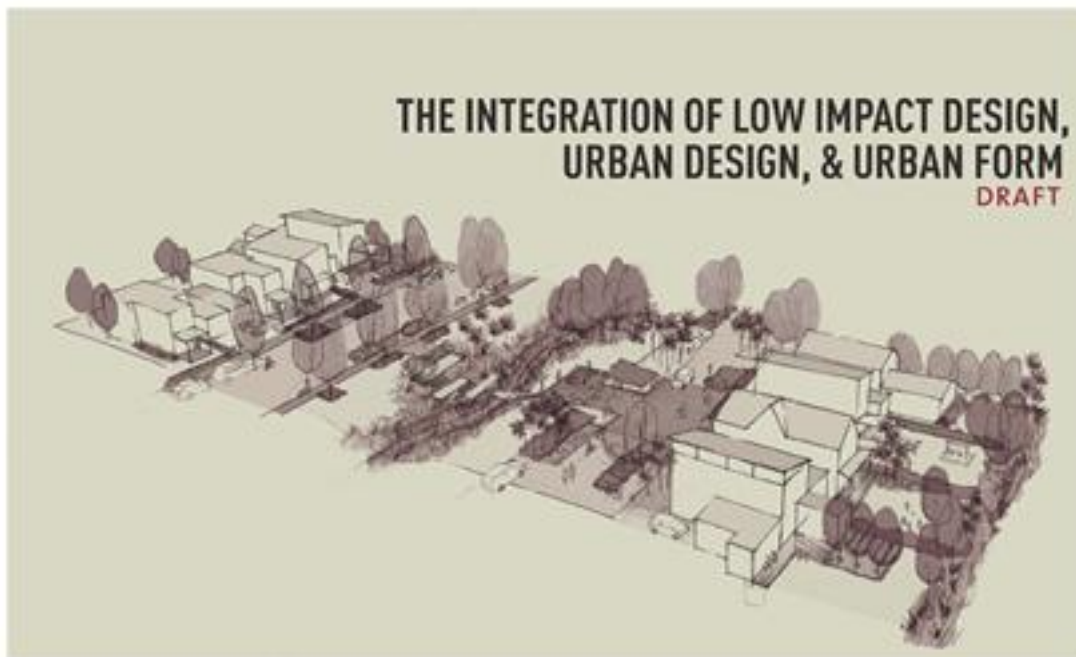 THE INTEGRATION OF LOW IMPACT DESIGN,
URBAN DESIGN, & URBAN FORM
DRAFT